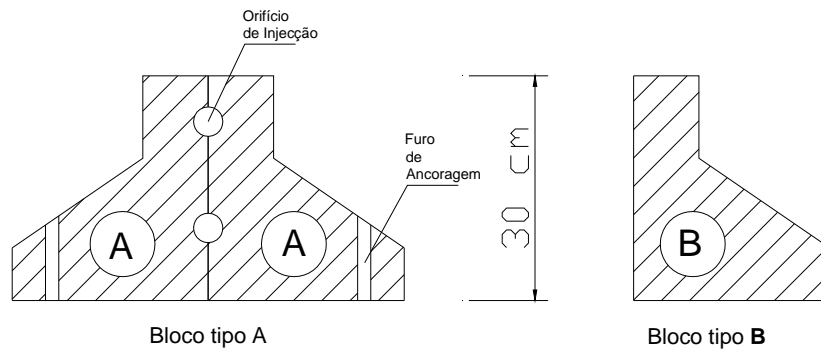 Orifício
de Injecção
Furo
de
Ancoragem
30 cm
A
A
B
Bloco tipo A
Bloco tipo B